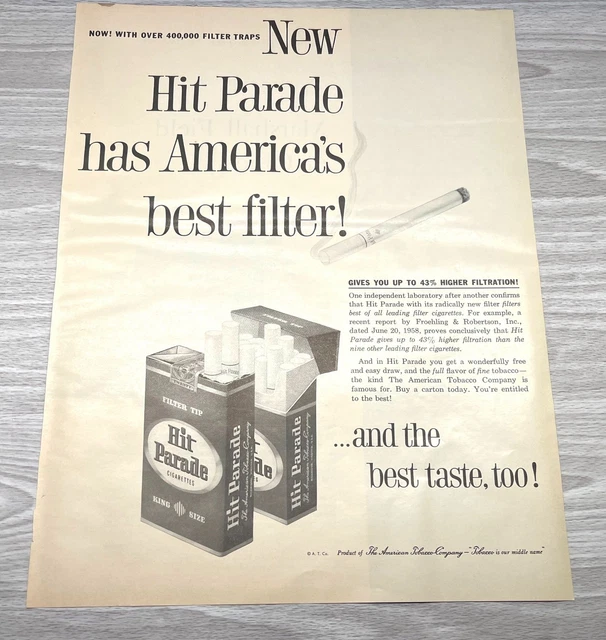 NOW! WITH OVER 400,000 FILTER TRAPS New
Hit Parade
has America's
best filter!
GIVES YOU UP TO 43% HIGHER FILTRATION!
One independent laboratory after another confirms
that Hit Parade with its radically new filter filters
best of all leading filter cigarettes. For example, a
recent report by Froehling & Robertson, Inc.,
dated June 20, 1958, proves conclusively that Hit
Parade gives up to 43% higher filtration than the
nine other leading filter cigarettes.
And in Hit Parade you get a wonderfully free
and easy draw, and the full flavor of fine tobacco—
the kind The American Tobacco Company is
famous for. Buy a carton today. You're entitled
to the best!
...and the
best taste, too!
FILTER TIP
Hit
Parade
CIGARETTES
KING SIZE
Hit Parade
The American Tobacco Company
FILTER TIP
de
Hit Parade
© A. T. Co. Product of The American Tobacco Company — "Tobacco is our middle name"